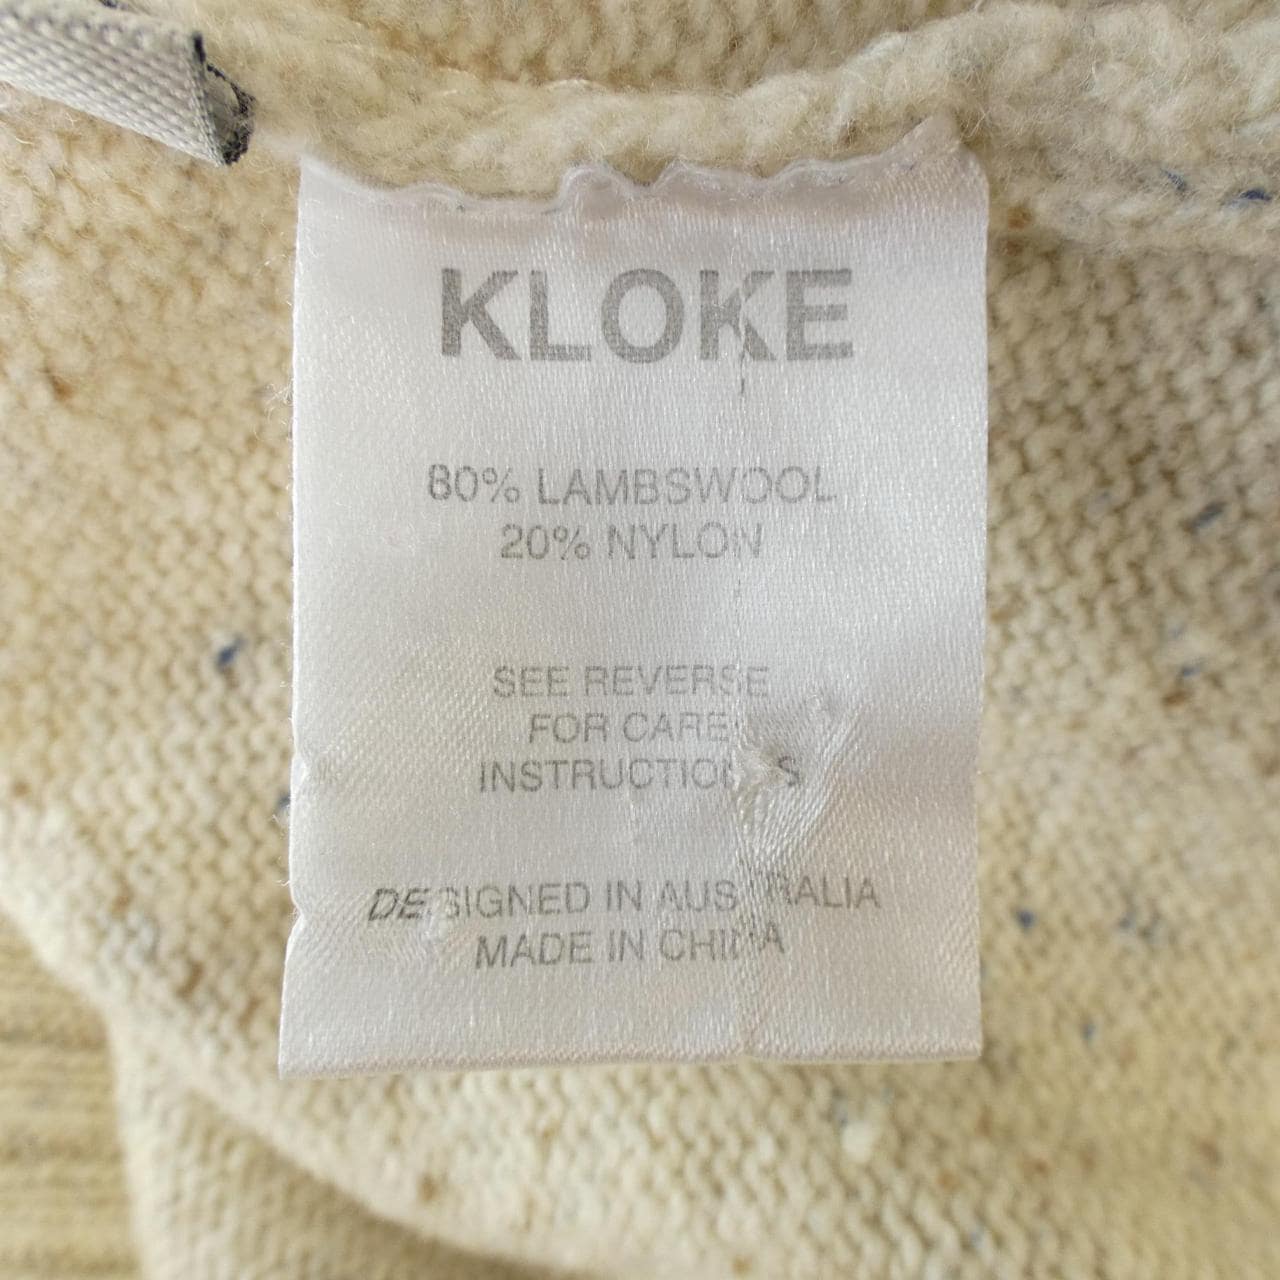 KLOKE
80% LAMBSWOOL
20% NYLON
SEE REVERSE
FOR CARE
INSTRUCTIONS
DESIGNED IN AUSTRALIA
MADE IN CHINA